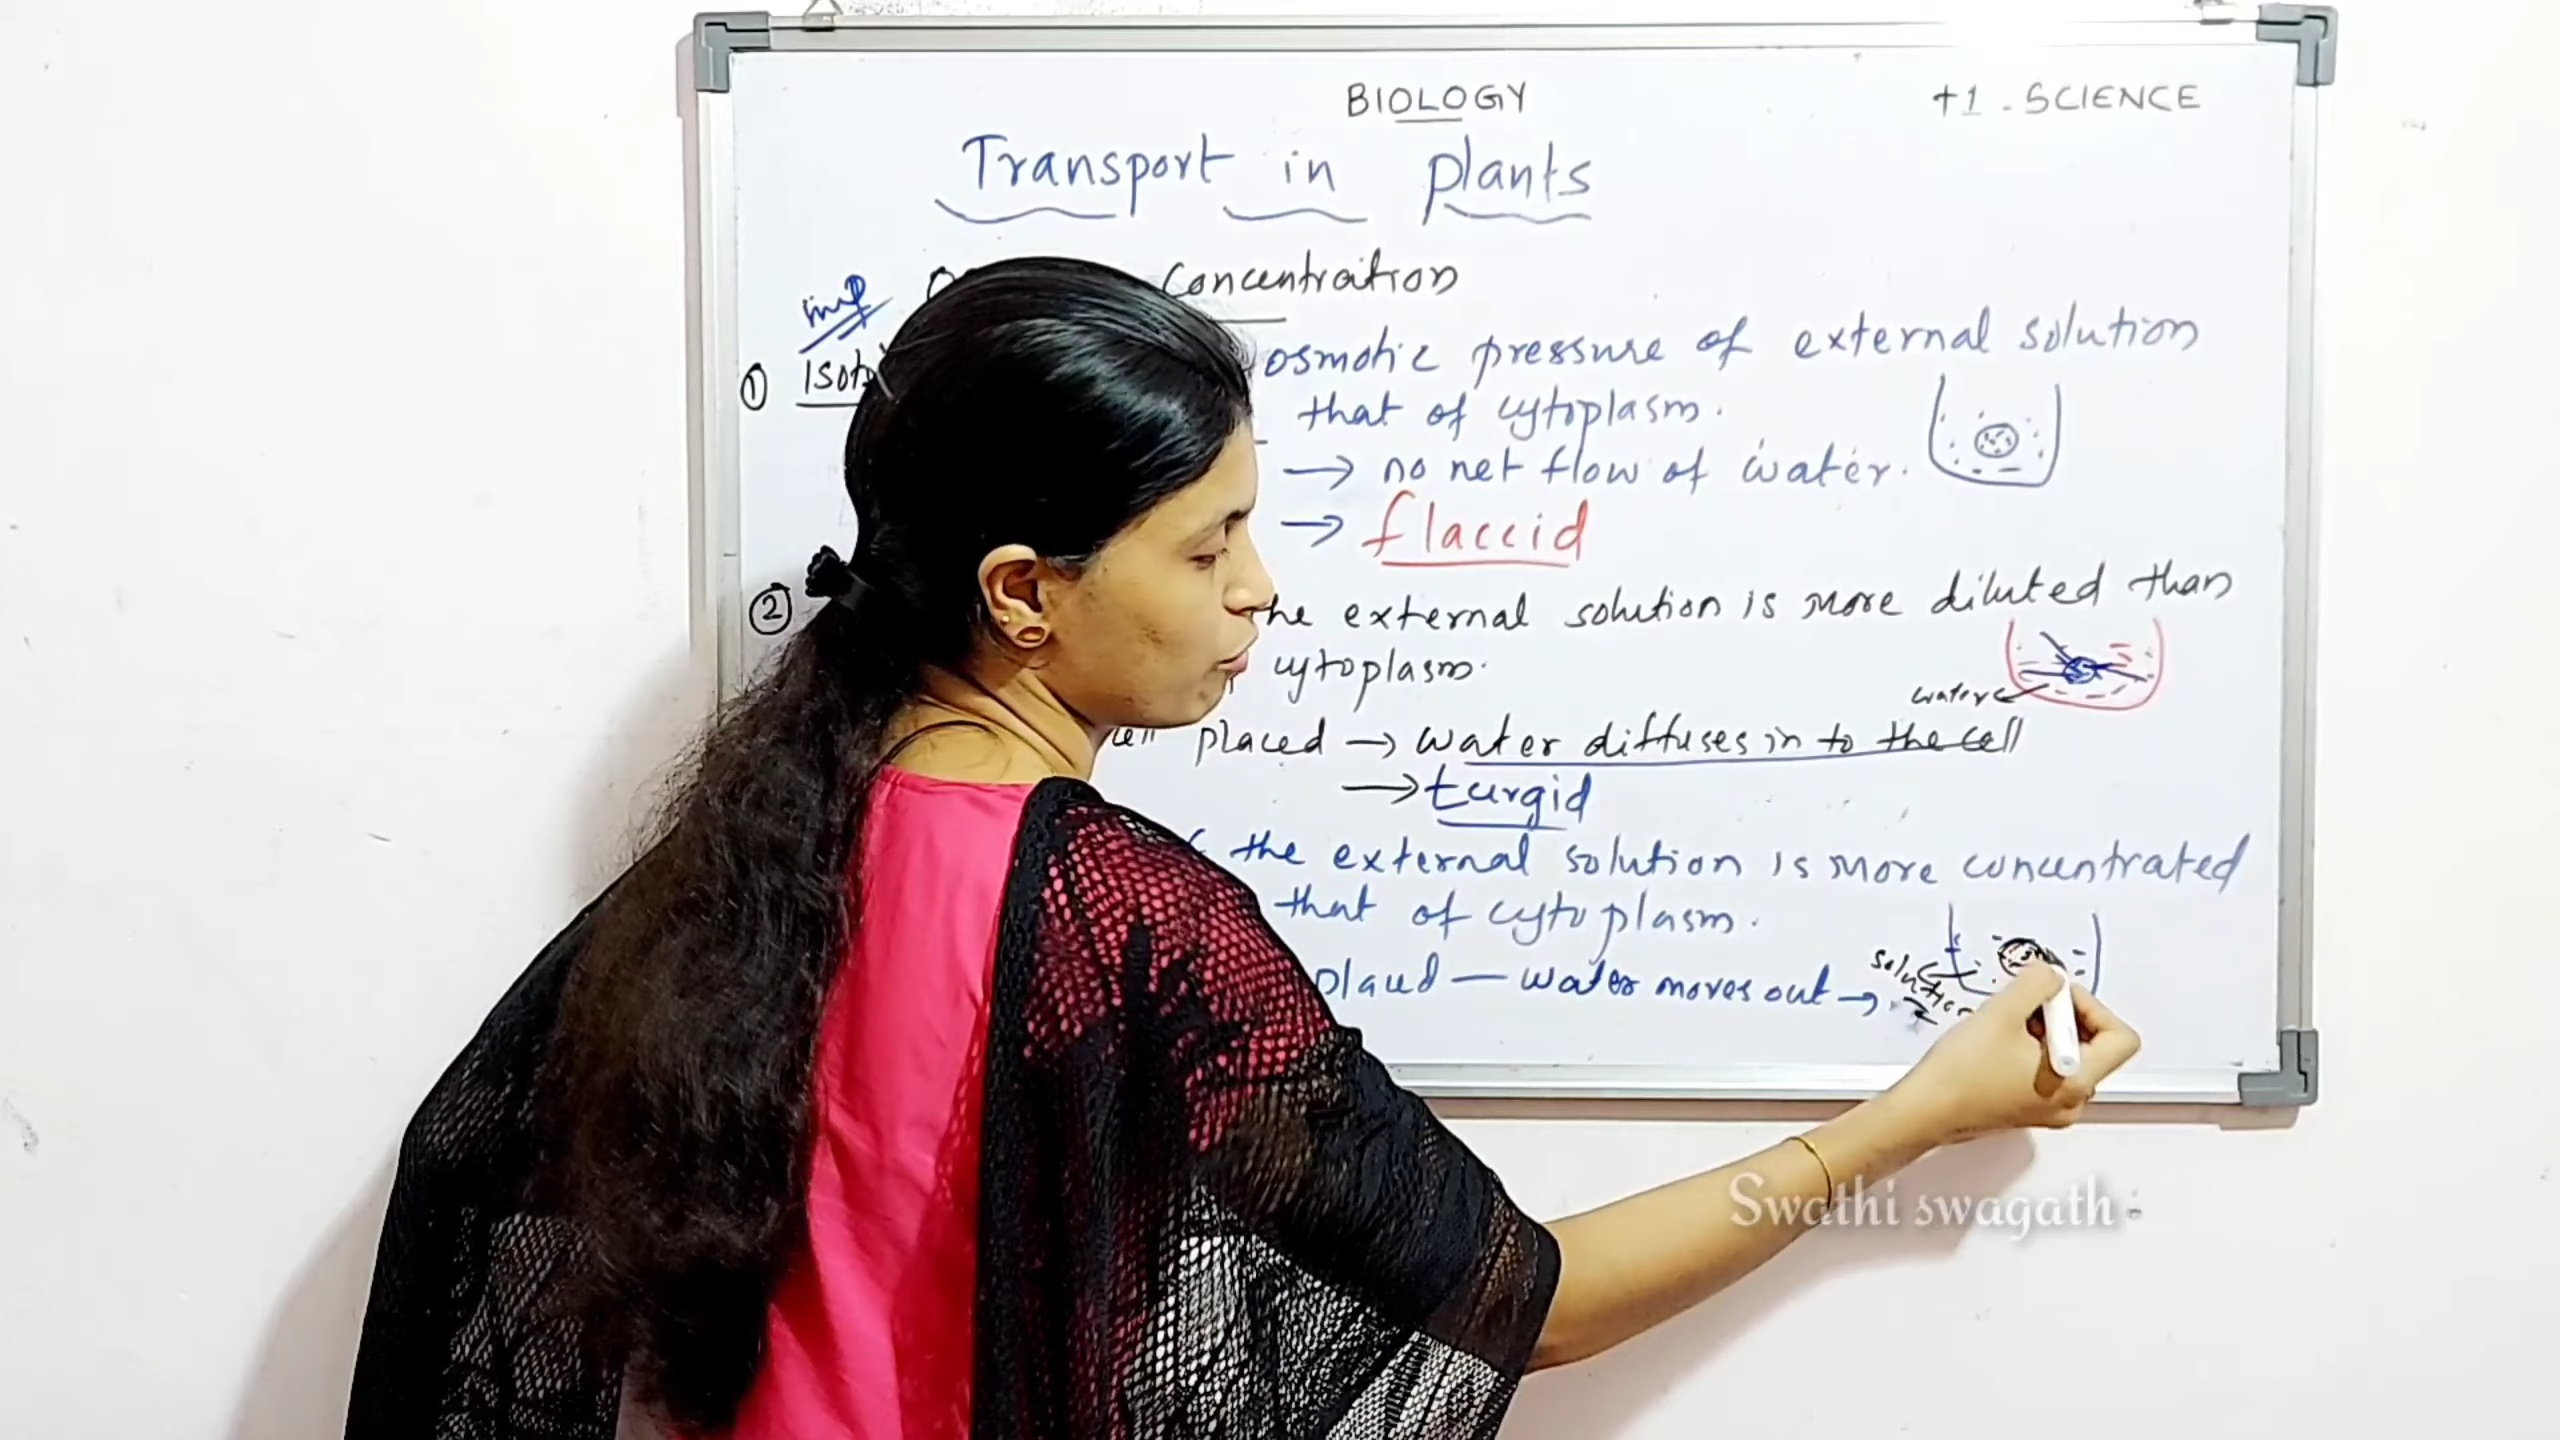 BIOLOGY
+1 - SCIENCE
Transport in plants
imp
Concentration
① Isoto
osmotic pressure of external solution
that of cytoplasm.
→ no net flow of water.
→ flaccid
②
the external solution is more diluted than
cytoplasm.
water
cell placed → water diffuses in to the cell
→ turgid
the external solution is more concentrated
that of cytoplasm.
solution
placed — water moves out →
Swathi swagath